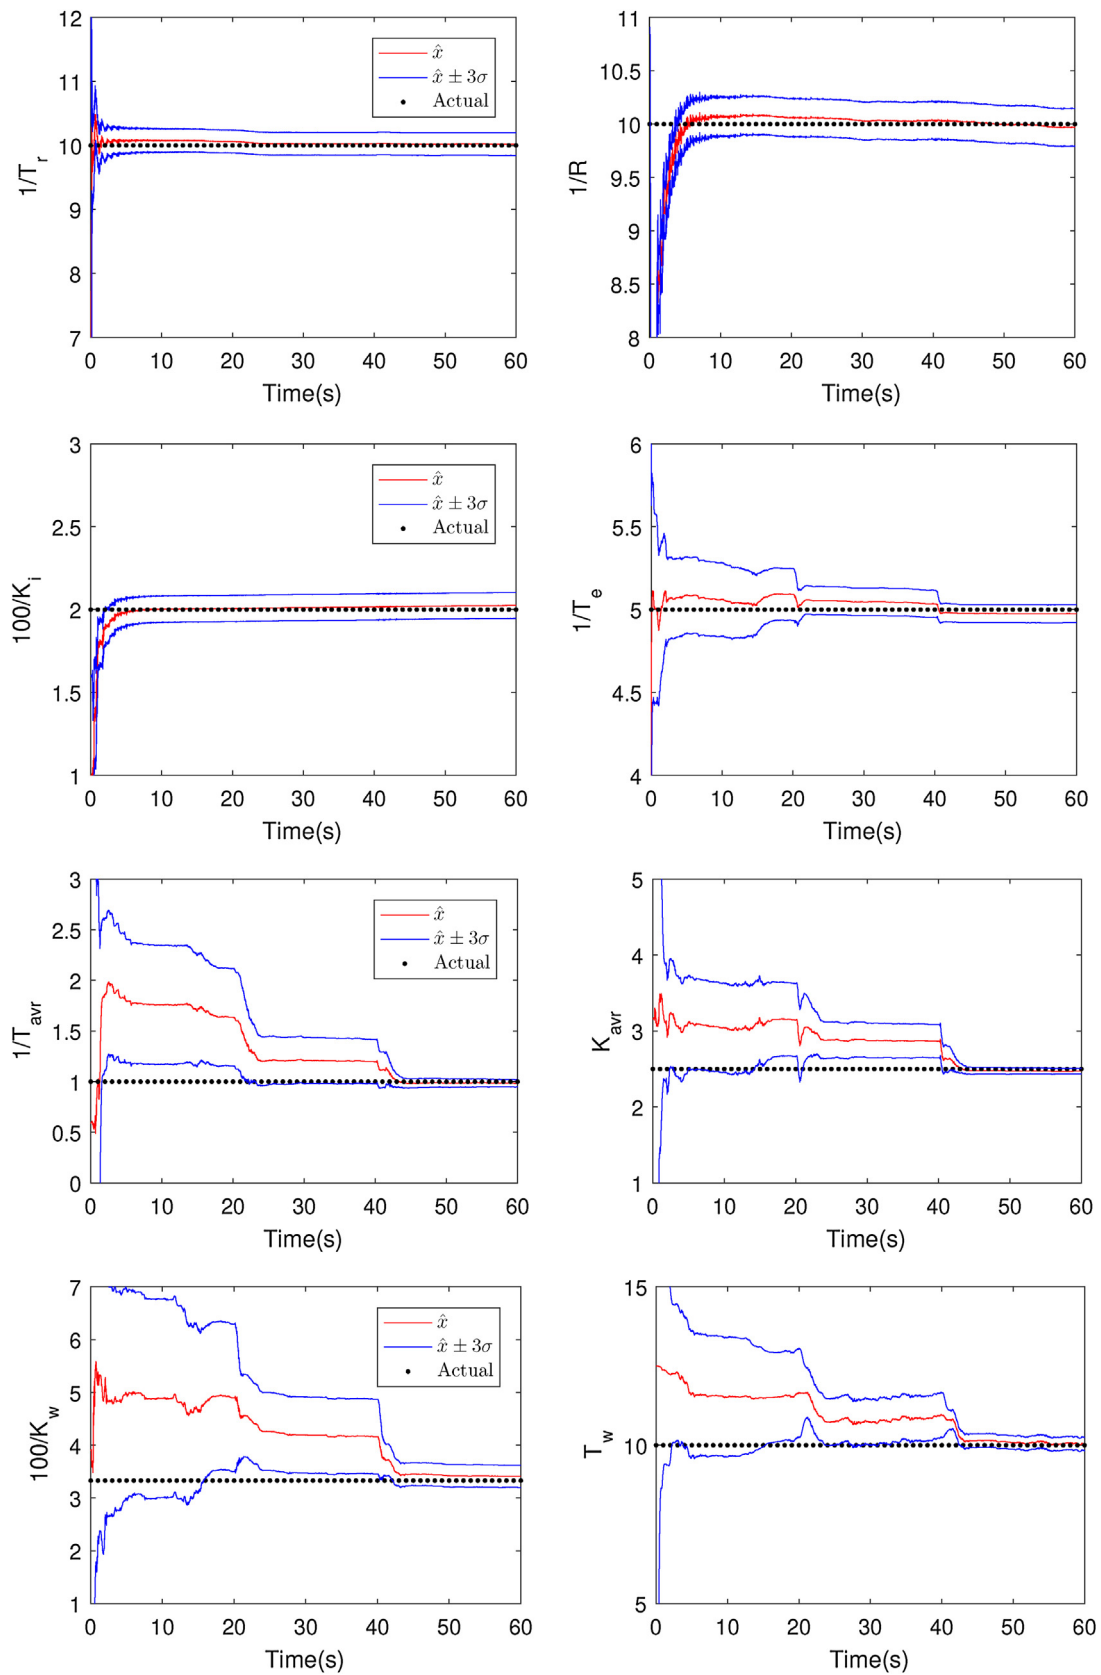 12
11
10
9
8
7
1/T_r
x̂
x̂ ± 3σ
Actual
0 10 20 30 40 50 60
Time(s)
11
10.5
10
9.5
9
8.5
8
1/R
0 10 20 30 40 50 60
Time(s)
3
2.5
2
1.5
1
100/K_i
x̂
x̂ ± 3σ
Actual
0 10 20 30 40 50 60
Time(s)
6
5.5
5
4.5
4
1/T_e
0 10 20 30 40 50 60
Time(s)
3
2.5
2
1.5
1
0.5
0
1/T_avr
x̂
x̂ ± 3σ
Actual
0 10 20 30 40 50 60
Time(s)
5
4
3
2
1
K_avr
0 10 20 30 40 50 60
Time(s)
7
6
5
4
3
2
1
100/K_w
x̂
x̂ ± 3σ
Actual
0 10 20 30 40 50 60
Time(s)
15
10
5
T_w
0 10 20 30 40 50 60
Time(s)